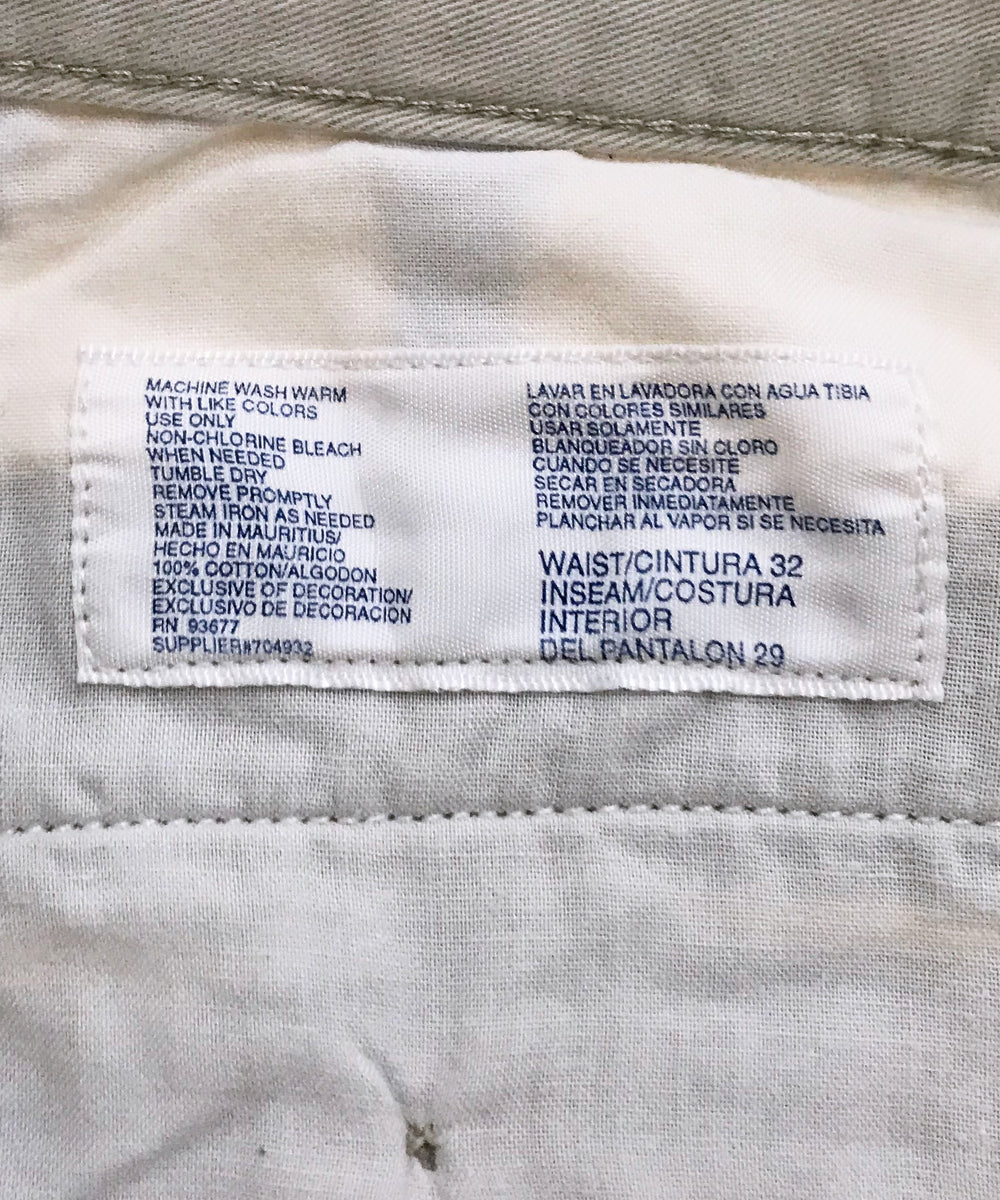 MACHINE WASH WARM
WITH LIKE COLORS
USE ONLY
NON-CHLORINE BLEACH
WHEN NEEDED
TUMBLE DRY
REMOVE PROMPTLY
STEAM IRON AS NEEDED
MADE IN MAURITIUS/
HECHO EN MAURICIO
100% COTTON/ALGODON
EXCLUSIVE OF DECORATION/
EXCLUSIVO DE DECORACION
RN 93677
SUPPLIER#704932
LAVAR EN LAVADORA CON AGUA TIBIA
CON COLORES SIMILARES
USAR SOLAMENTE
BLANQUEADOR SIN CLORO
CUANDO SE NECESITE
SECAR EN SECADORA
REMOVER INMEDIATAMENTE
PLANCHAR AL VAPOR SI SE NECESITA
WAIST/CINTURA 32
INSEAM/COSTURA
INTERIOR
DEL PANTALON 29